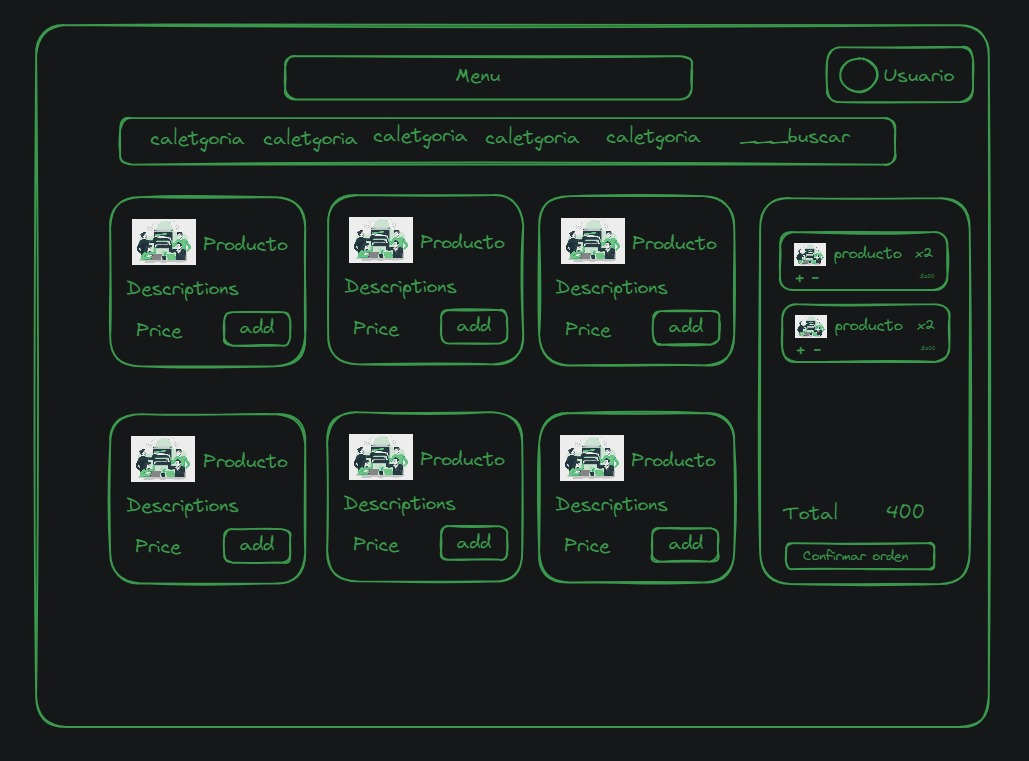 Menu
Usuario
caletgoria caletgoria caletgoria caletgoria caletgoria ____buscar
Producto
Descriptions
Price add
Producto
Descriptions
Price add
Producto
Descriptions
Price add
producto x2
+ -
producto x2
+ -
Total 400
Confirmar orden
Producto
Descriptions
Price add
Producto
Descriptions
Price add
Producto
Descriptions
Price add